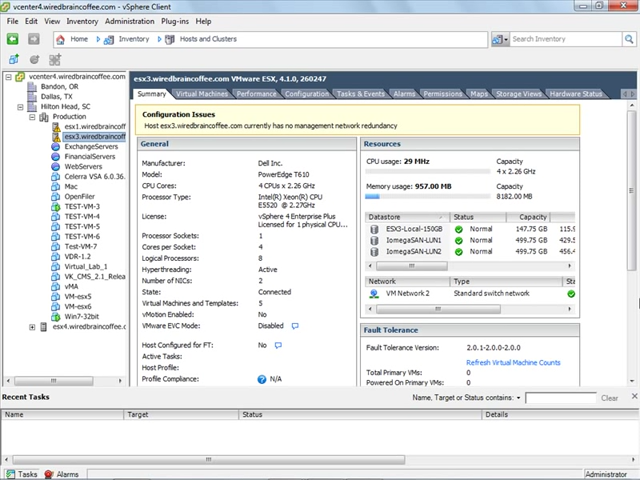 vcenter4.wiredbraincoffee.com - vSphere Client
File Edit View Inventory Administration Plug-ins Help
Home Inventory Hosts and Clusters Search Inventory
vcenter4.wiredbraincoffee.com
Bandon, OR
Dallas, TX
Hilton Head, SC
Production
esx1.wiredbraincoff
esx3.wiredbraincoff
ExchangeServers
FinancialServers
WebServers
Celerra VSA 6.0.36.
Mac
OpenFiler
TEST-VM-3
TEST-VM-4
TEST-VM-5
TEST-VM-6
Test-VM-7
VDR-1.2
Virtual_Lab_1
VK_CMS_2.1_Relea
vMA
VM-esx5
VM-esx6
Win7-32bit
esx4.wiredbraincoffee.c
esx3.wiredbraincoffee.com VMware ESX, 4.1.0, 260247
Summary Virtual Machines Performance Configuration Tasks & Events Alarms Permissions Maps Storage Views Hardware Status
Configuration Issues
Host esx3.wiredbraincoffee.com currently has no management network redundancy
General
Manufacturer: Dell Inc.
Model: PowerEdge T610
CPU Cores: 4 CPUs x 2.26 GHz
Processor Type: Intel(R) Xeon(R) CPU
E5520 @ 2.27GHz
License: vSphere 4 Enterprise Plus
Licensed for 1 physical CPU...
Processor Sockets: 1
Cores per Socket: 4
Logical Processors: 8
Hyperthreading: Active
Number of NICs: 2
State: Connected
Virtual Machines and Templates: 5
vMotion Enabled: No
VMware EVC Mode: Disabled
Host Configured for FT: No
Active Tasks:
Host Profile:
Profile Compliance: N/A
Resources
CPU usage: 29 MHz Capacity
4 x 2.26 GHz
Memory usage: 957.00 MB Capacity
8182.00 MB
Datastore Status Capacity
ESX3-Local-150GB Normal 147.75 GB 115.9
IomegaSAN-LUN1 Normal 499.75 GB 429.5
IomegaSAN-LUN2 Normal 499.75 GB 456.4
Network Type Status
VM Network 2 Standard switch network
Fault Tolerance
Fault Tolerance Version: 2.0.1-2.0.0-2.0.0
Refresh Virtual Machine Counts
Total Primary VMs: 0
Powered On Primary VMs: 0
Recent Tasks
Name, Target or Status contains: Clear
Name Target Status Details
Tasks Alarms Administrator